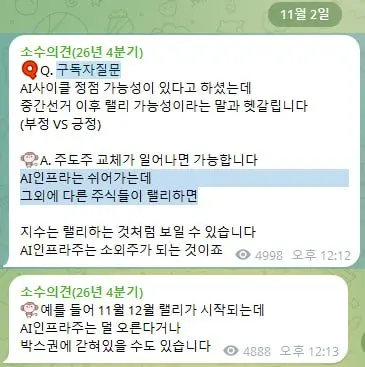 11월 2일
소수의견(26년 4분기)
Q. 구독자질문
AI사이클 정점 가능성이 있다고 하셨는데
중간선거 이후 랠리 가능성이라는 말과 헷갈립니다
(부정 VS 긍정)
A. 주도주 교체가 일어나면 가능합니다
AI인프라는 쉬어가는데
그외에 다른 주식들이 랠리하면
지수는 랠리하는 것처럼 보일 수 있습니다
AI인프라주는 소외주가 되는 것이죠
4998 오후 12:12
소수의견(26년 4분기)
예를 들어 11월 12월 랠리가 시작되는데
AI인프라주는 덜 오른다거나
박스권에 갇혀있을 수도 있습니다
4888 오후 12:13